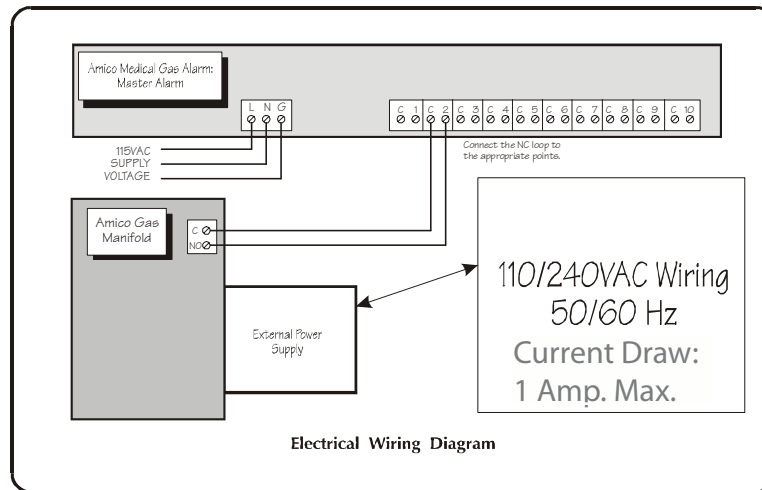 Amico Medical Gas Alarm:
Master Alarm
L N G
C 1 C 2 C 3 C 4 C 5 C 6 C 7 C 8 C 9 C 10
115VAC
SUPPLY
VOLTAGE
Connect the NC loop to
the appropriate points.
Amico Gas
Manifold
C
NO
External Power
Supply
110/240VAC Wiring
50/60 Hz
Current Draw:
1 Amp. Max.
Electrical Wiring Diagram